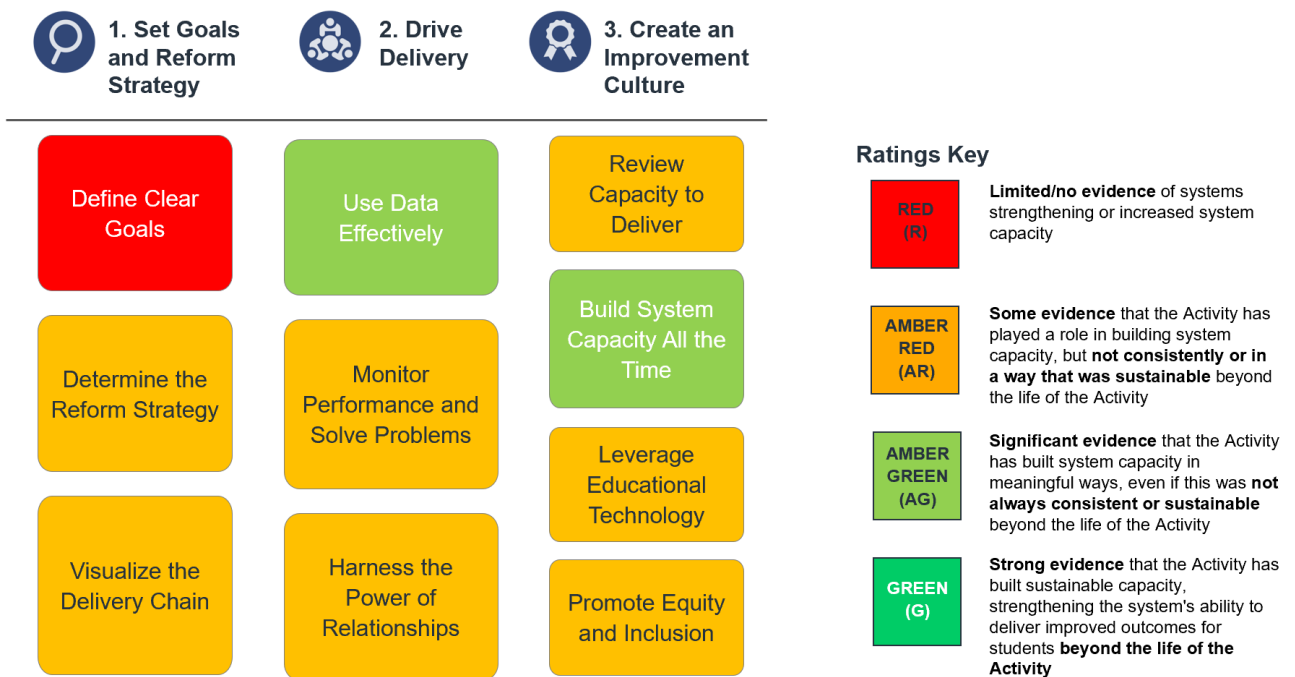 1. Set Goals
and Reform
Strategy
2. Drive
Delivery
3. Create an
Improvement
Culture
Define Clear
Goals
Determine the
Reform Strategy
Visualize the
Delivery Chain
Use Data
Effectively
Monitor
Performance and
Solve Problems
Harness the
Power of
Relationships
Review
Capacity to
Deliver
Build System
Capacity All the
Time
Leverage
Educational
Technology
Promote Equity
and Inclusion
Ratings Key
RED
(R)
Limited/no evidence of systems
strengthening or increased system
capacity
AMBER
RED
(AR)
Some evidence that the Activity has
played a role in building system
capacity, but not consistently or in
a way that was sustainable beyond
the life of the Activity
AMBER
GREEN
(AG)
Significant evidence that the Activity
has built system capacity in
meaningful ways, even if this was not
always consistent or sustainable
beyond the life of the Activity
GREEN
(G)
Strong evidence that the Activity has
built sustainable capacity,
strengthening the system's ability to
deliver improved outcomes for
students beyond the life of the
Activity